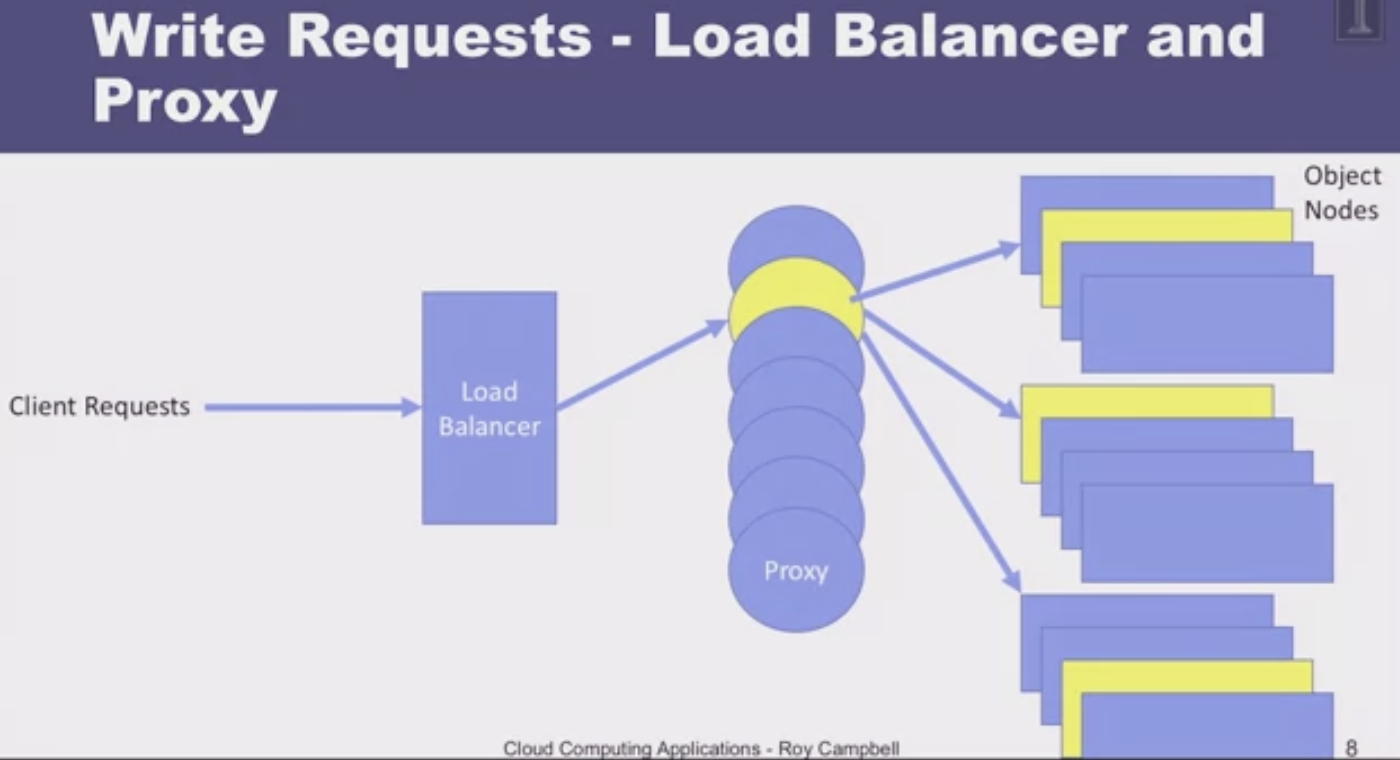 Write Requests - Load Balancer and
Proxy
Object
Nodes
Client Requests
Load
Balancer
Proxy
Cloud Computing Applications - Roy Campbell
8